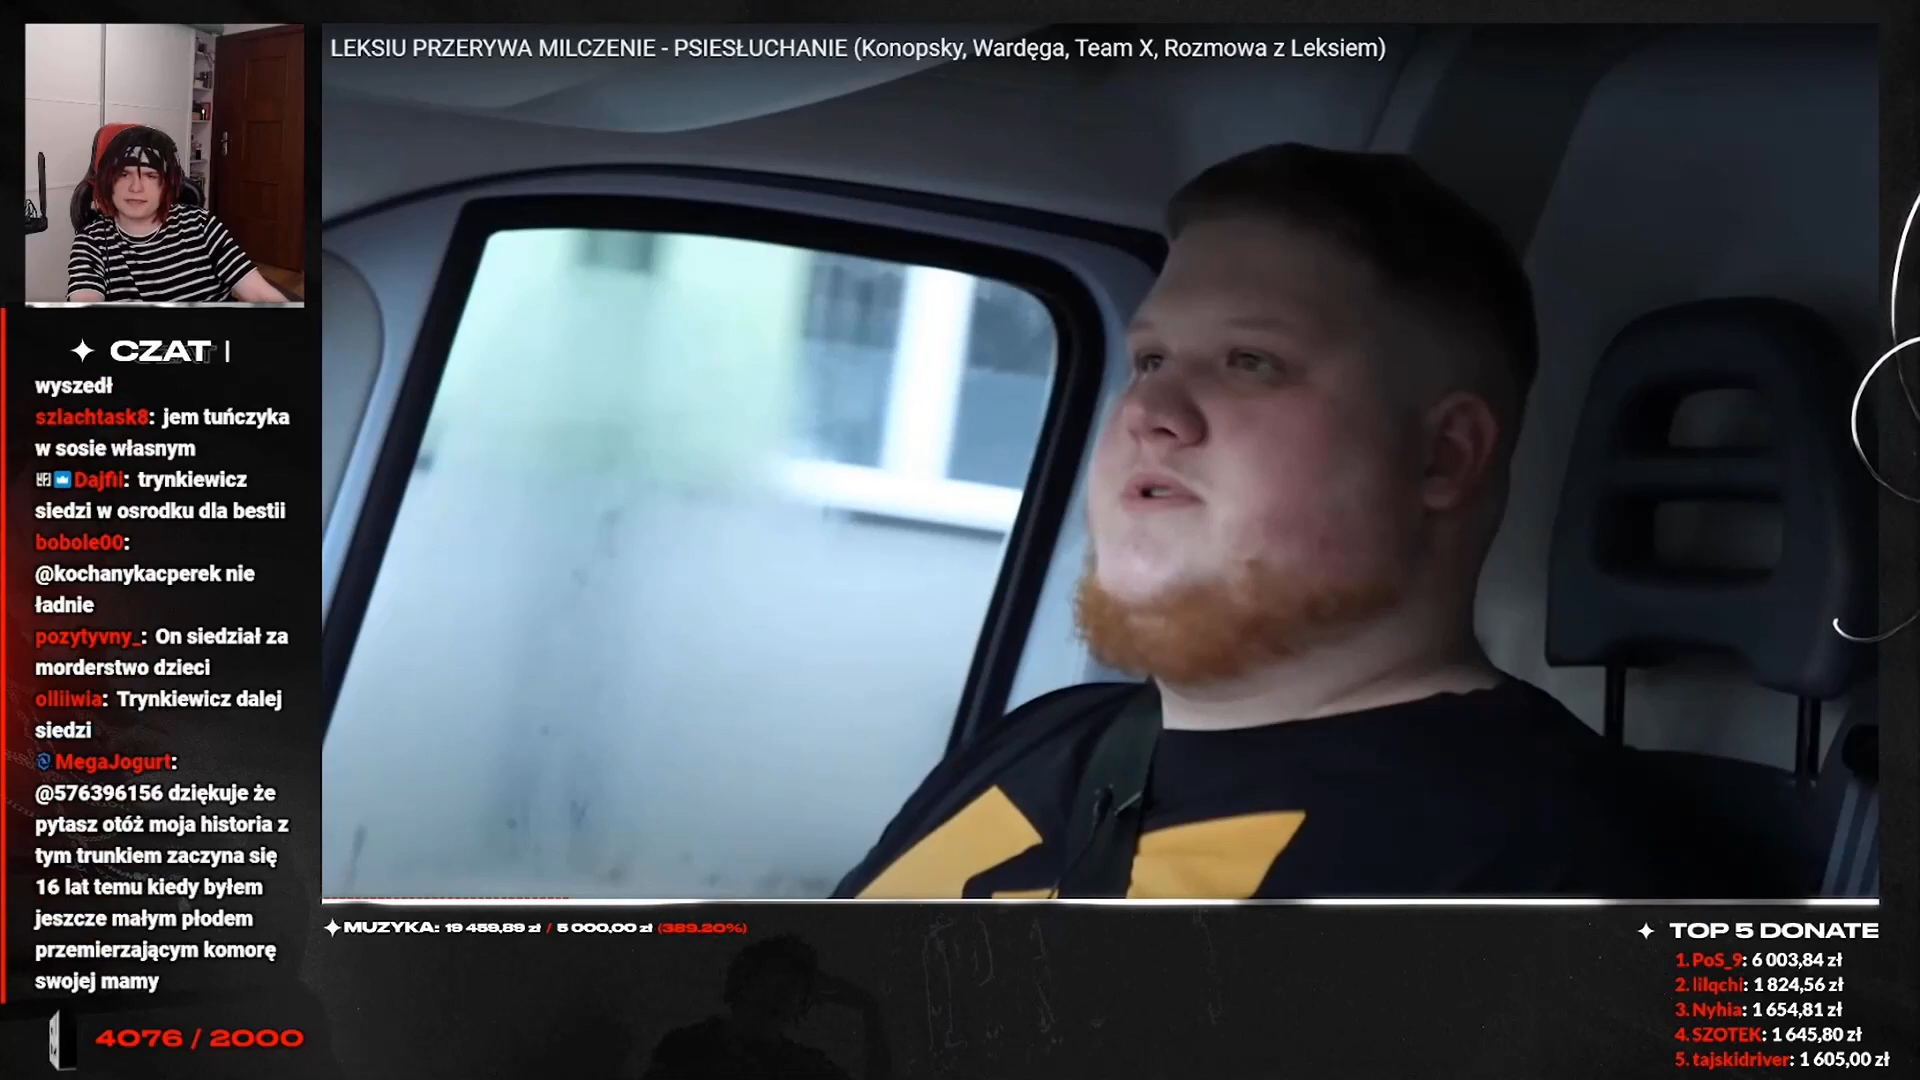 LEKSIU PRZERYWA MILCZENIE - PSIESŁUCHANIE (Konopsky, Wardęga, Team X, Rozmowa z Leksiem)
CZAT
wyszedł
szlachtask8: jem tuńczyka
w sosie własnym
Dajfil: trynkiewicz
siedzi w osrodku dla bestii
bobole00:
@kochanykacperek nie
ładnie
pozytyvny_: On siedział za
morderstwo dzieci
olliiwia: Trynkiewicz dalej
siedzi
MegaJogurt:
@576396156 dziękuje że
pytasz otóż moja historia z
tym trunkiem zaczyna się
16 lat temu kiedy byłem
jeszcze małym płodem
przemierzającym komorę
swojej mamy
4076 / 2000
MUZYKA: 19 459,89 zł / 5 000,00 zł (389.20%)
TOP 5 DONATE
1. PoS_9: 6 003,84 zł
2. lilqchi: 1 824,56 zł
3. Nyhia: 1 654,81 zł
4. SZOTEK: 1 645,80 zł
5. tajskidriver: 1 605,00 zł